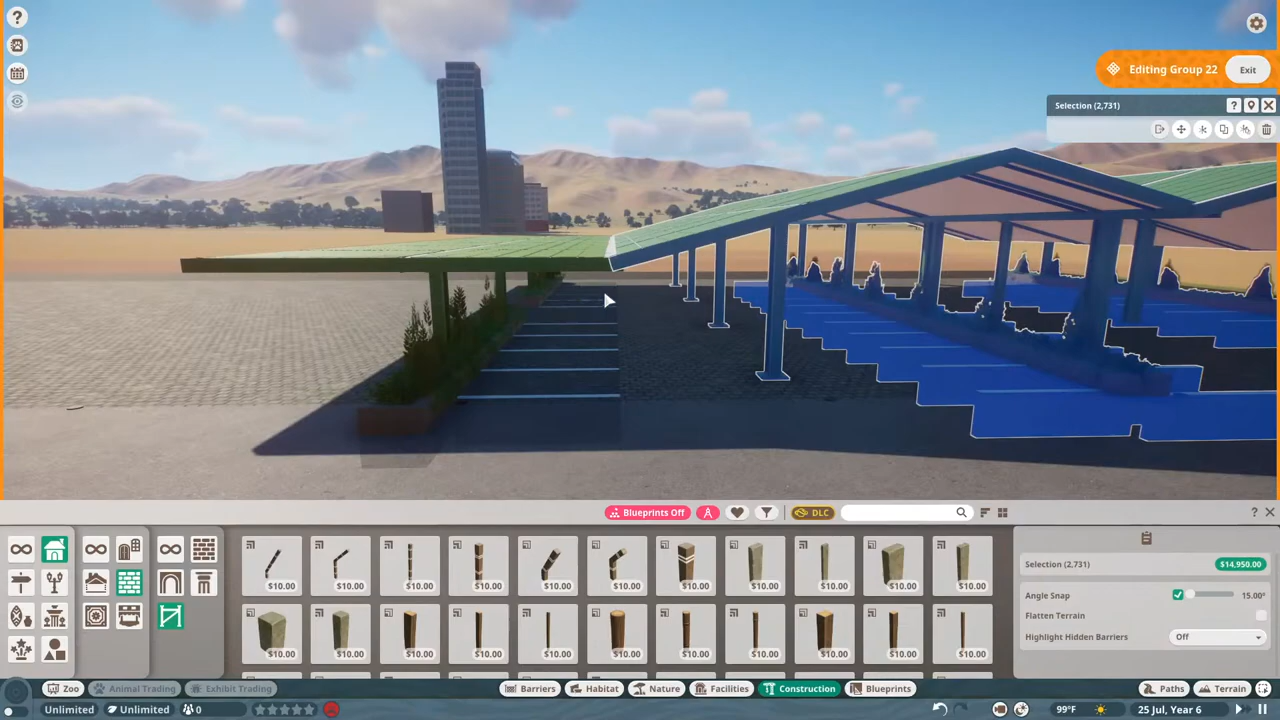 ?
Editing Group 22
Exit
Selection (2,731)
?
Blueprints Off
DLC
?
$10.00 $10.00 $10.00 $10.00 $10.00 $10.00 $10.00 $10.00 $10.00 $10.00 $10.00
$10.00 $10.00 $10.00 $10.00 $10.00 $10.00 $10.00 $10.00 $10.00 $10.00 $10.00
Selection (2,731) $14,950.00
Angle Snap 15.00°
Flatten Terrain
Highlight Hidden Barriers Off
Zoo Animal Trading Exhibit Trading Barriers Habitat Nature Facilities Construction Blueprints Paths Terrain
Unlimited Unlimited 0 99°F 25 Jul, Year 6